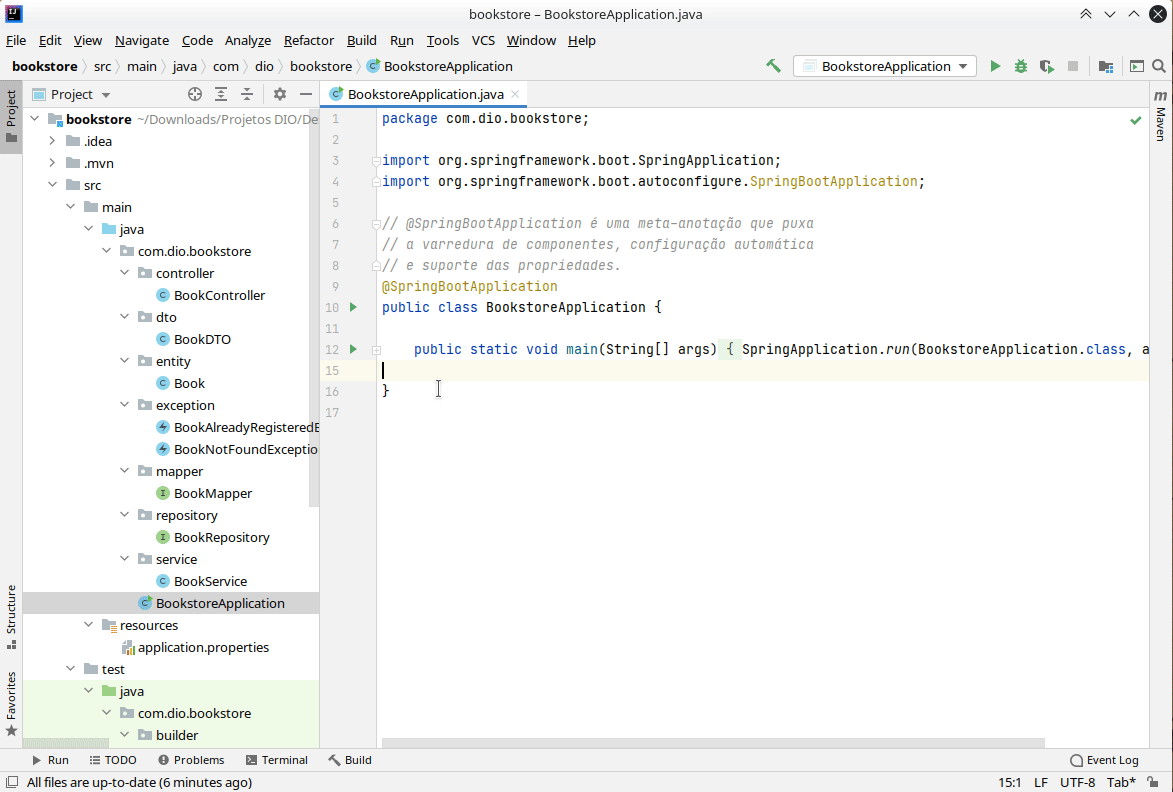 bookstore – BookstoreApplication.java
File Edit View Navigate Code Analyze Refactor Build Run Tools VCS Window Help
bookstore src main java com dio bookstore BookstoreApplication
BookstoreApplication
Project
BookstoreApplication.java
Project
Structure
Favorites
Maven
bookstore ~/Downloads/Projetos DIO/De
.idea
.mvn
src
main
java
com.dio.bookstore
controller
BookController
dto
BookDTO
entity
Book
exception
BookAlreadyRegisteredE
BookNotFoundExceptio
mapper
BookMapper
repository
BookRepository
service
BookService
BookstoreApplication
resources
application.properties
test
java
com.dio.bookstore
builder
1 package com.dio.bookstore;
2
3 import org.springframework.boot.SpringApplication;
4 import org.springframework.boot.autoconfigure.SpringBootApplication;
5
6 // @SpringBootApplication é uma meta-anotação que puxa
7 // a varredura de componentes, configuração automática
8 // e suporte das propriedades.
9 @SpringBootApplication
10 public class BookstoreApplication {
11
12 public static void main(String[] args) { SpringApplication.run(BookstoreApplication.class, a
15
16 }
17
Run TODO Problems Terminal Build Event Log
All files are up-to-date (6 minutes ago) 15:1 LF UTF-8 Tab*